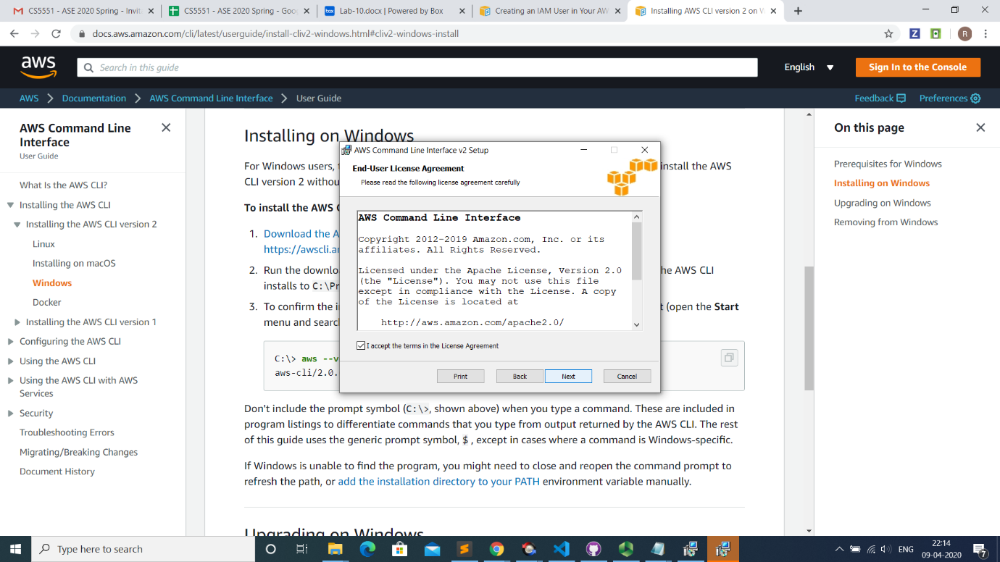 CS5551 - ASE 2020 Spring - Invit
CS5551 - ASE 2020 Spring - Goo
Lab-10.docx | Powered by Box
Creating an IAM User in Your AW
Installing AWS CLI version 2 on W
docs.aws.amazon.com/cli/latest/userguide/install-cliv2-windows.html#cliv2-windows-install
Z
R
aws
Search in this guide
English
Sign In to the Console
AWS
Documentation
AWS Command Line Interface
User Guide
Feedback
Preferences
AWS Command Line
Interface
User Guide
What Is the AWS CLI?
Installing the AWS CLI
Installing the AWS CLI version 2
Linux
Installing on macOS
Windows
Docker
Installing the AWS CLI version 1
Configuring the AWS CLI
Using the AWS CLI
Using the AWS CLI with AWS
Services
Security
Troubleshooting Errors
Migrating/Breaking Changes
Document History
Installing on Windows
For Windows users, install the AWS
CLI version 2 withou
To install the AWS
1. Download the A
https://awscli.a
2. Run the downlo he AWS CLI
installs to C:\Pr
3. To confirm the i t (open the Start
menu and searc
C:\> aws --v
aws-cli/2.0.
Don't include the prompt symbol (C:\>, shown above) when you type a command. These are included in
program listings to differentiate commands that you type from output returned by the AWS CLI. The rest
of this guide uses the generic prompt symbol, $ , except in cases where a command is Windows-specific.
If Windows is unable to find the program, you might need to close and reopen the command prompt to
refresh the path, or add the installation directory to your PATH environment variable manually.
Upgrading on Windows
AWS Command Line Interface v2 Setup
End-User License Agreement
Please read the following license agreement carefully
AWS Command Line Interface
Copyright 2012-2019 Amazon.com, Inc. or its
affiliates. All Rights Reserved.
Licensed under the Apache License, Version 2.0
(the "License"). You may not use this file
except in compliance with the License. A copy
of the License is located at
http://aws.amazon.com/apache2.0/
I accept the terms in the License Agreement
Print
Back
Next
Cancel
On this page
Prerequisites for Windows
Installing on Windows
Upgrading on Windows
Removing from Windows
Type here to search
box
ENG
22:14
09-04-2020
7